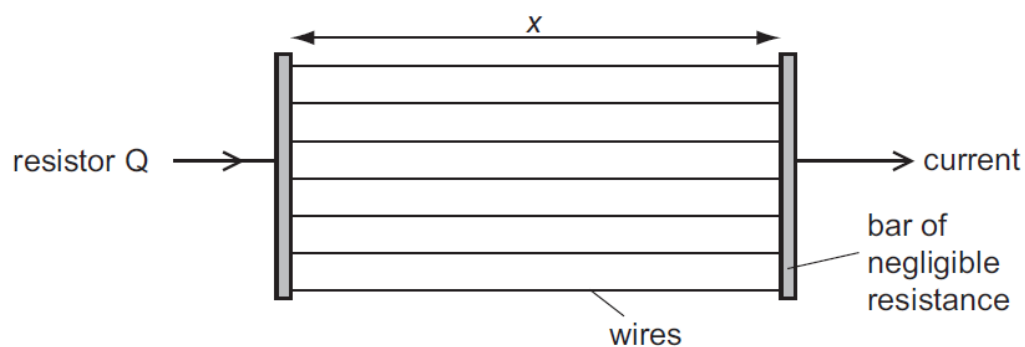 x
resistor Q
current
bar of
negligible
resistance
wires